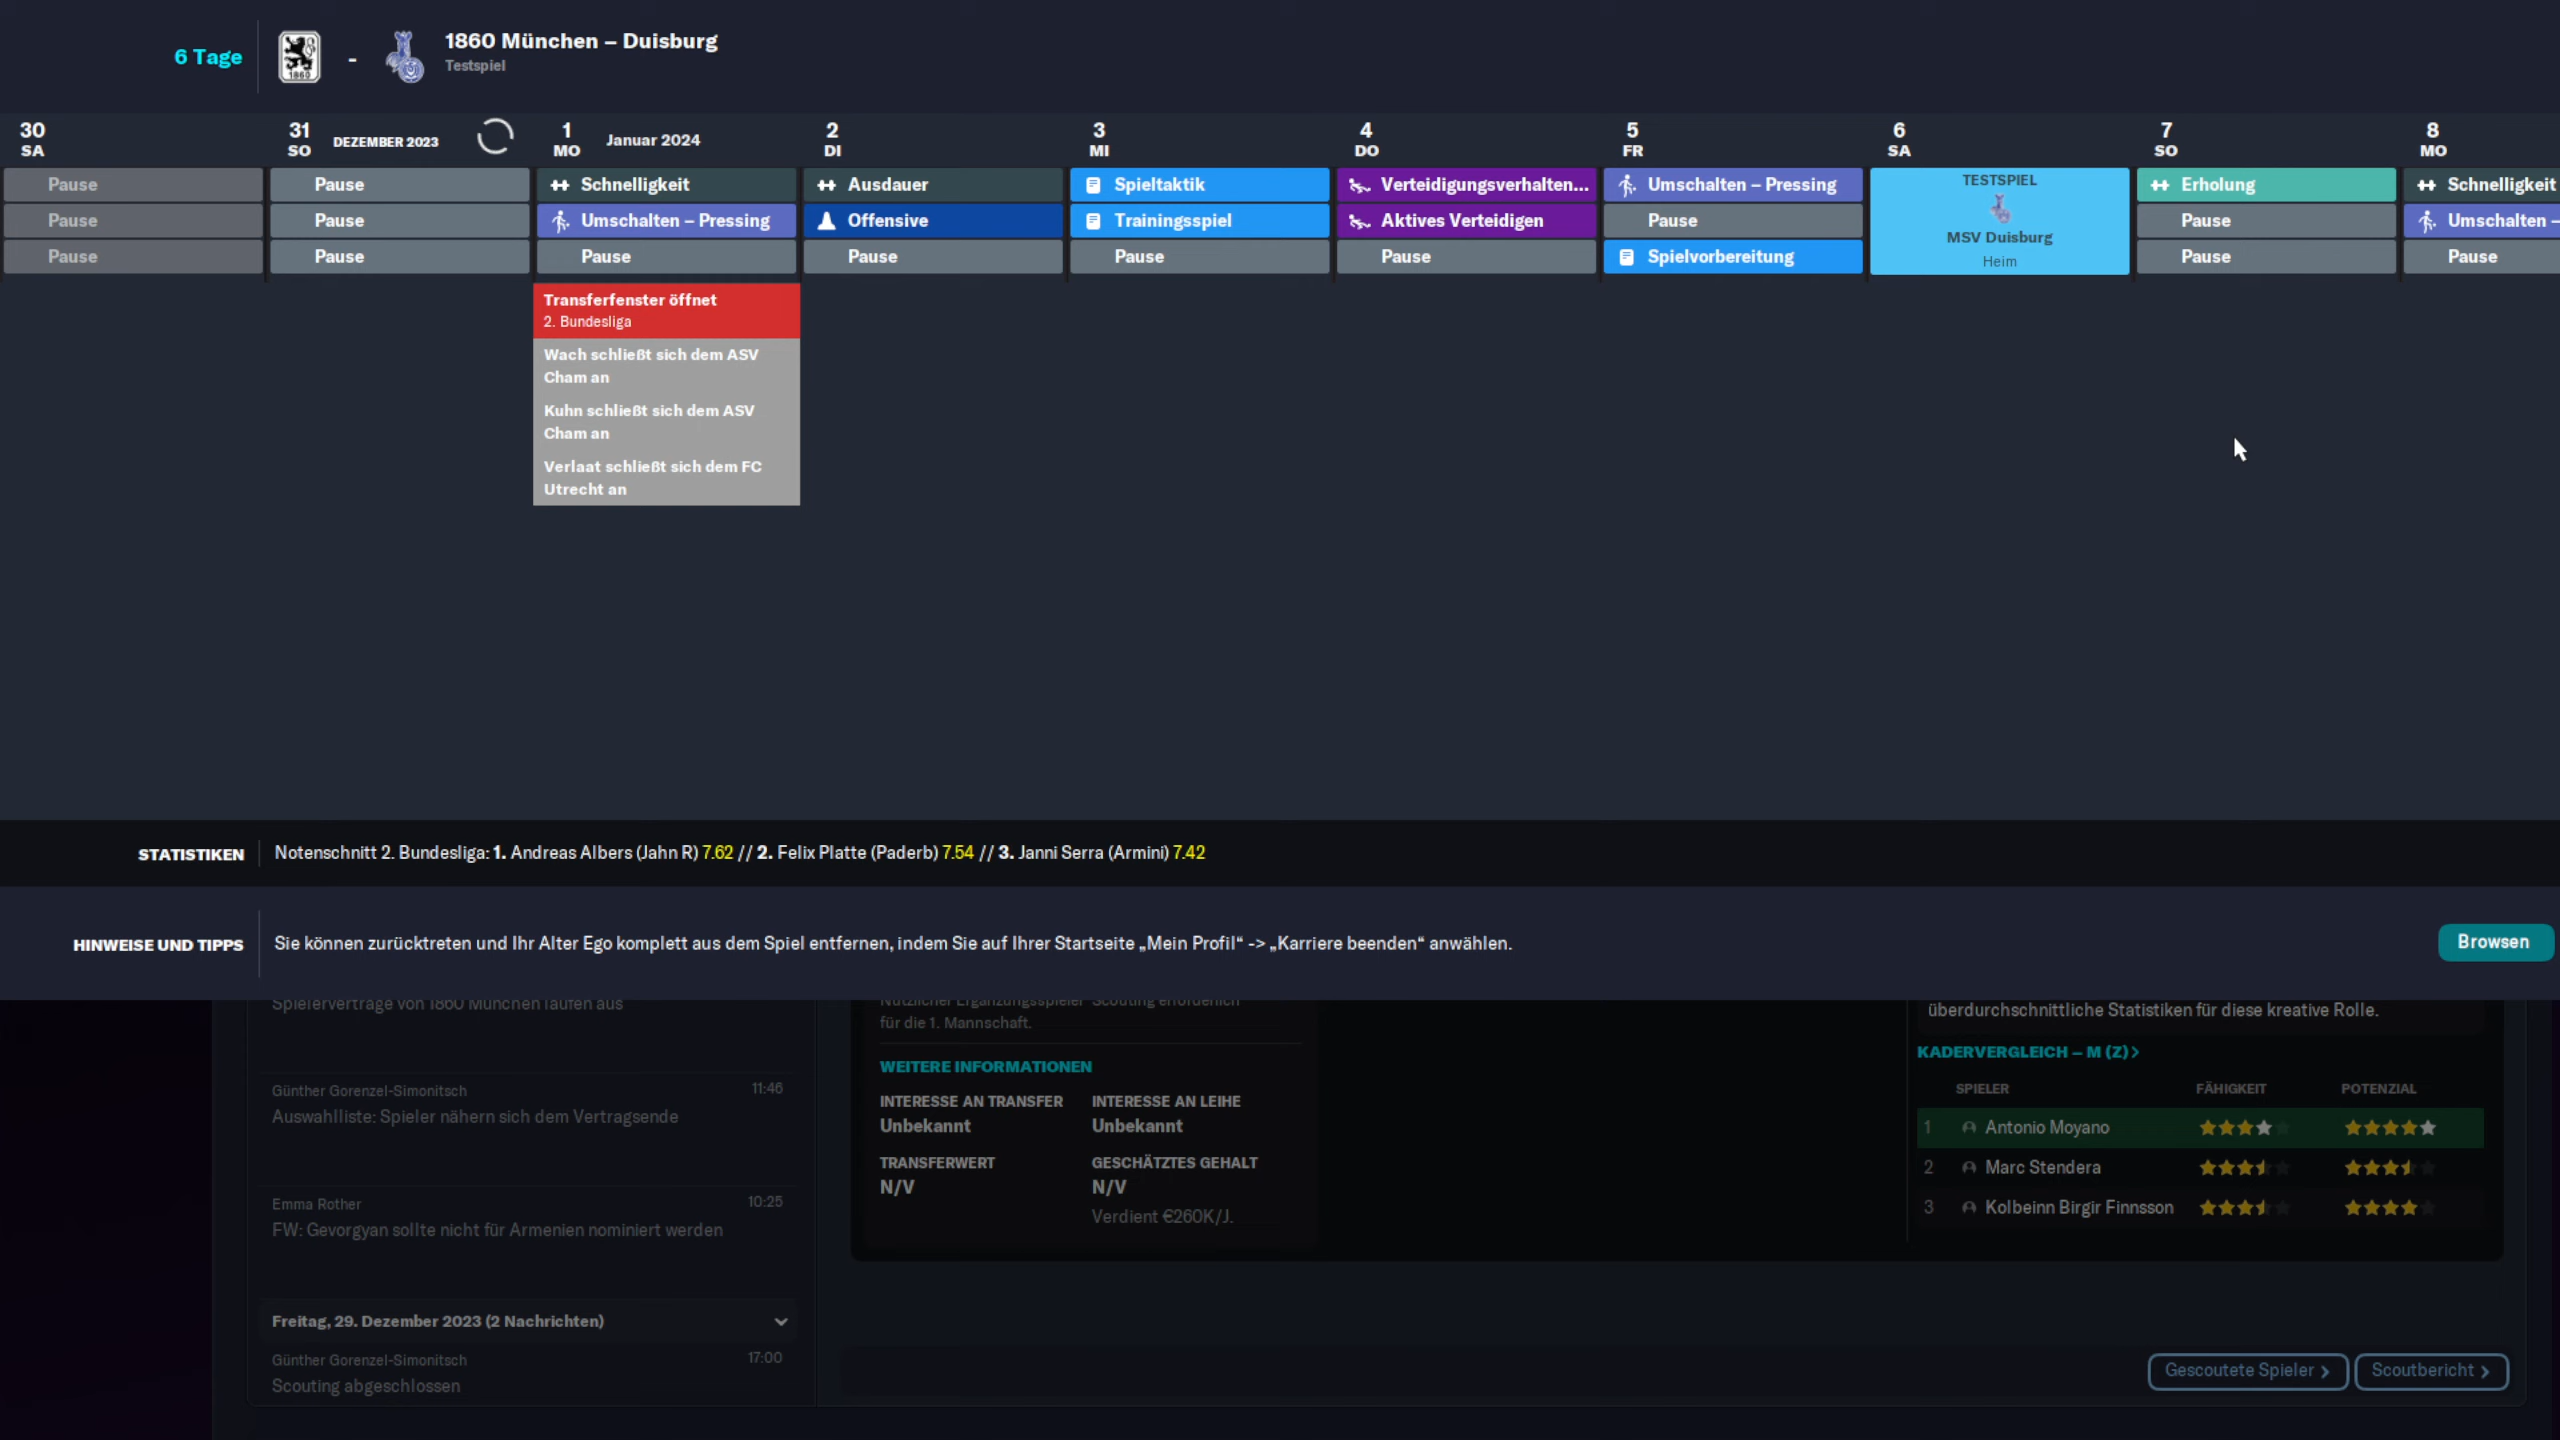 6 Tage
1860
-
1860 München – Duisburg
Testspiel
30
SA
31
SO
DEZEMBER 2023
1
MO
Januar 2024
2
DI
3
MI
4
DO
5
FR
6
SA
7
SO
8
MO
Pause
Pause
Schnelligkeit
Ausdauer
Spieltaktik
Verteidigungsverhalten...
Umschalten – Pressing
TESTSPIEL
Erholung
Schnelligkeit
Pause
Pause
Umschalten – Pressing
Offensive
Trainingsspiel
Aktives Verteidigen
Pause
MSV Duisburg
Pause
Umschalten –
Pause
Pause
Pause
Pause
Pause
Pause
Spielvorbereitung
Heim
Pause
Pause
Transferfenster öffnet
2. Bundesliga
Wach schließt sich dem ASV
Cham an
Kuhn schließt sich dem ASV
Cham an
Verlaat schließt sich dem FC
Utrecht an
STATISTIKEN
Notenschnitt 2. Bundesliga: 1. Andreas Albers (Jahn R) 7.62 // 2. Felix Platte (Paderb) 7.54 // 3. Janni Serra (Armini) 7.42
HINWEISE UND TIPPS
Sie können zurücktreten und Ihr Alter Ego komplett aus dem Spiel entfernen, indem Sie auf Ihrer Startseite „Mein Profil“ -> „Karriere beenden“ anwählen.
Browsen
Spielerverträge von 1860 München laufen aus
Günther Gorenzel-Simonitsch
11:46
Auswahlliste: Spieler nähern sich dem Vertragsende
Emma Rother
10:25
FW: Gevorgyan sollte nicht für Armenien nominiert werden
Freitag, 29. Dezember 2023 (2 Nachrichten)
Günther Gorenzel-Simonitsch
17:00
Scouting abgeschlossen
Nützlicher Ergänzungsspieler
Scouting erforderlich
für die 1. Mannschaft.
WEITERE INFORMATIONEN
INTERESSE AN TRANSFER
INTERESSE AN LEIHE
Unbekannt
Unbekannt
TRANSFERWERT
GESCHÄTZTES GEHALT
N/V
N/V
Verdient €260K/J.
überdurchschnittliche Statistiken für diese kreative Rolle.
KADERVERGLEICH – M (Z)>
SPIELER
FÄHIGKEIT
POTENZIAL
1 Antonio Moyano
2 Marc Stendera
3 Kolbeinn Birgir Finnsson
Gescoutete Spieler >
Scoutbericht >